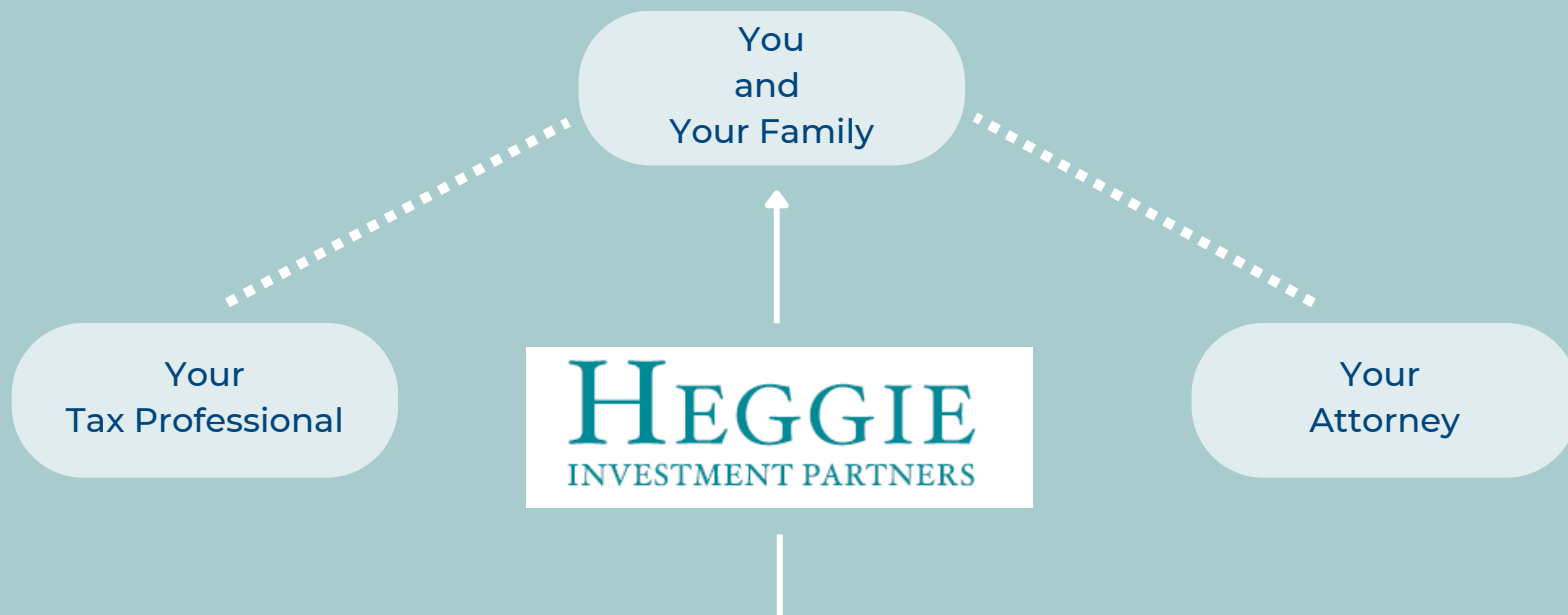 You
and
Your Family
Your
Tax Professional
HEGGIE
INVESTMENT PARTNERS
Your
Attorney